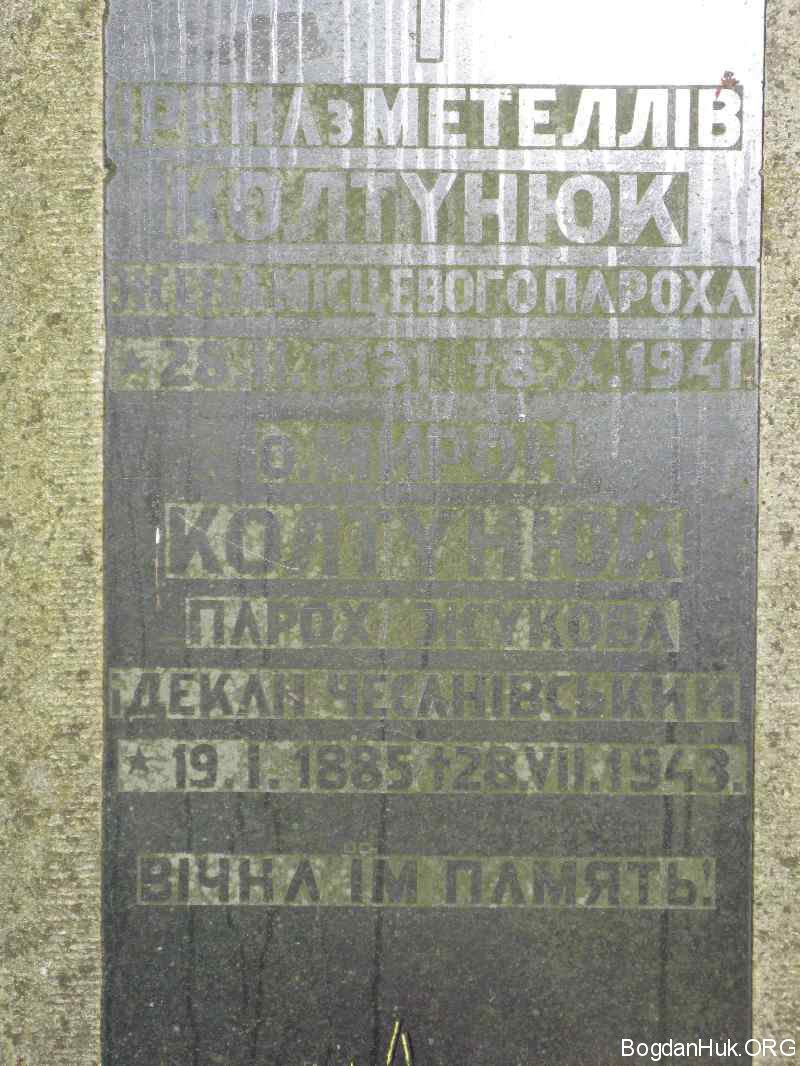 ІРЕНА з МЕТЕЛЛІВ
КОЛТУНЮК
ЖЕНА МІСЦЕВОГО ПАРОХА
* 28.II.1891 † 8.X.1941.
о. МИРОН
КОЛТУНЮК
ПАРОХ ЖУКОВА
і ДЕКАН ЧЕСАНІВСЬКИЙ
* 19.I.1885 † 28.VII.1943.
ВІЧНА ЇМ ПАМЯТЬ!
BogdanHuk.ORG